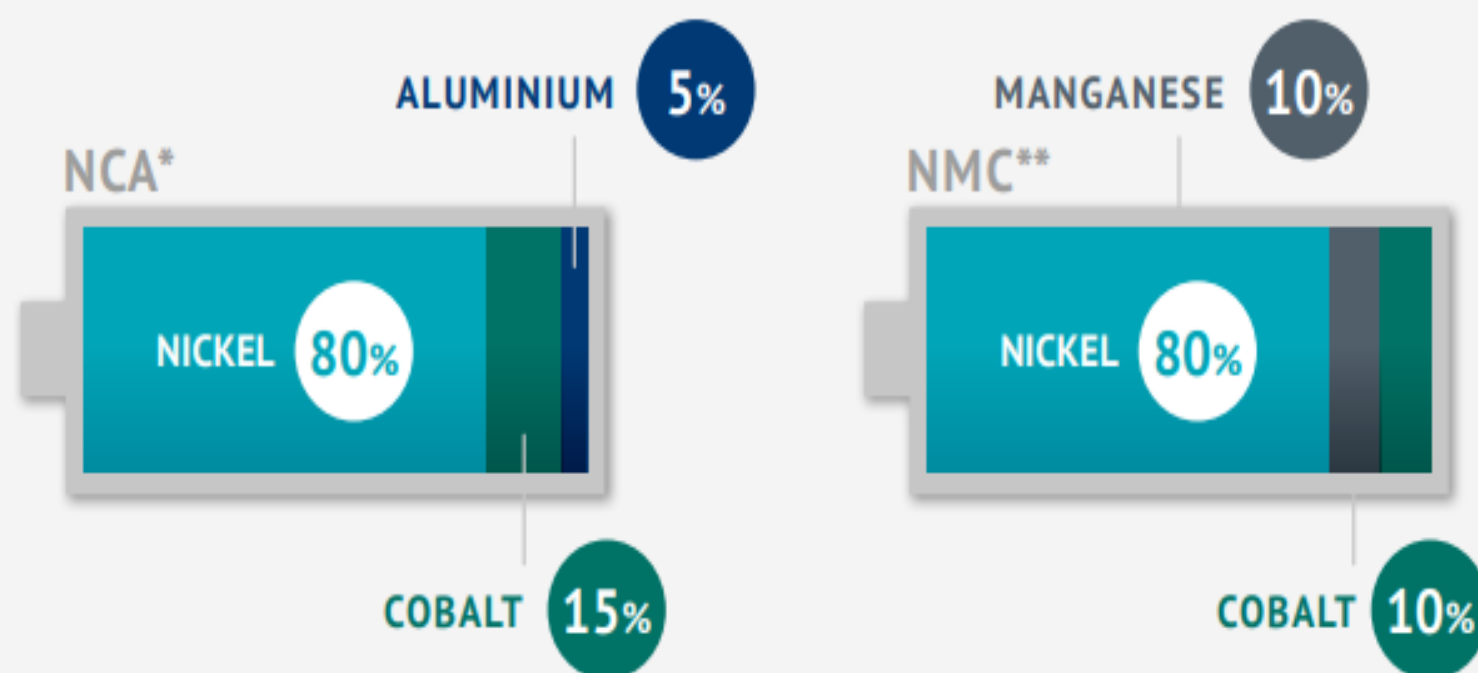 ALUMINIUM 5%
NCA*
NICKEL 80%
COBALT 15%
MANGANESE 10%
NMC**
NICKEL 80%
COBALT 10%